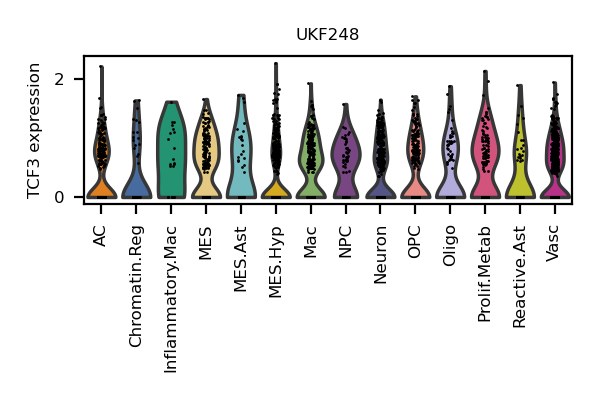 UKF248
TCF3 expression
2
0
AC
Chromatin.Reg
Inflammatory.Mac
MES
MES.Ast
MES.Hyp
Mac
NPC
Neuron
OPC
Oligo
Prolif.Metab
Reactive.Ast
Vasc